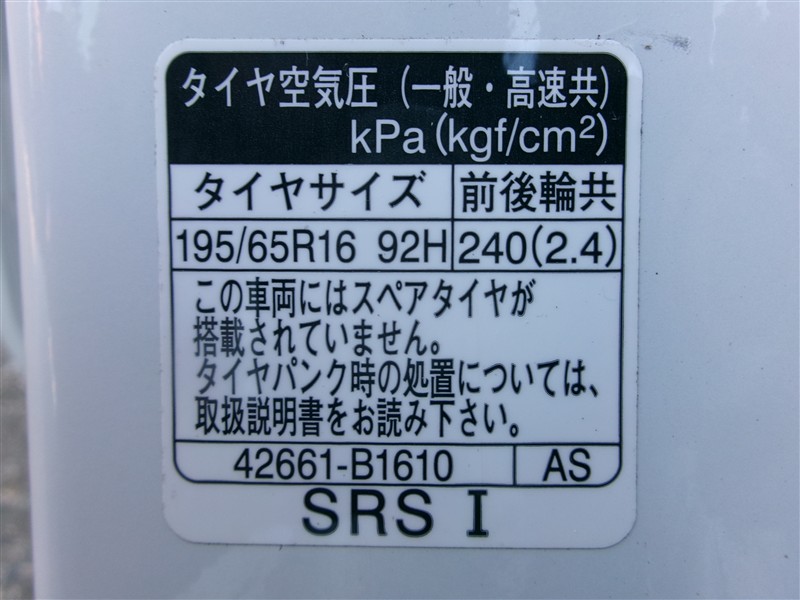 タイヤ空気圧（一般・高速共）
kPa(kgf/cm²)
タイヤサイズ 前後輪共
195/65R16 92H 240(2.4)
この車両にはスペアタイヤが
搭載されていません。
タイヤパンク時の処置については、
取扱説明書をお読み下さい。
42661-B1610 AS
SRS I